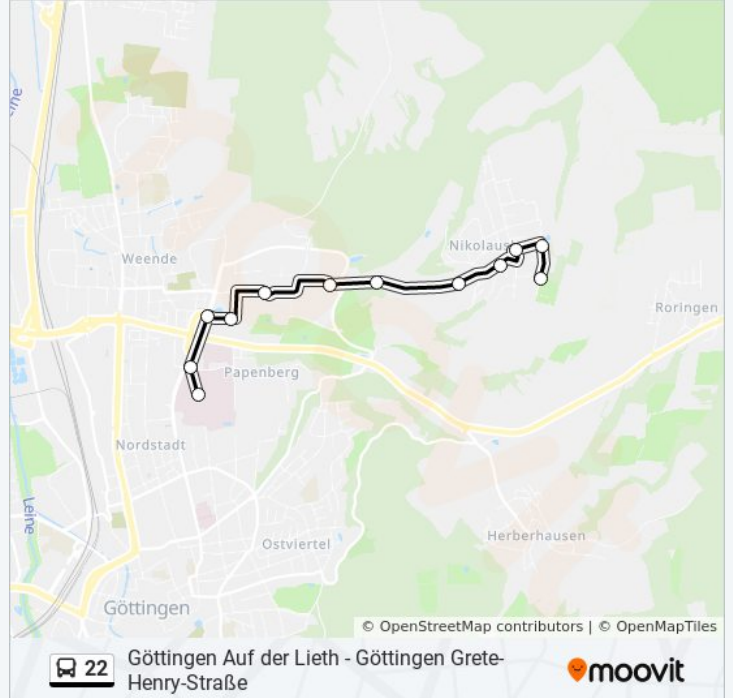 ine
Weende
Nikolaus
Roringen
Papenberg
Nordstadt
Leine
Ostviertel
Herberhausen
Göttingen
© OpenStreetMap contributors | © OpenMapTiles
22
Göttingen Auf der Lieth - Göttingen Grete-
Henry-Straße
moovit